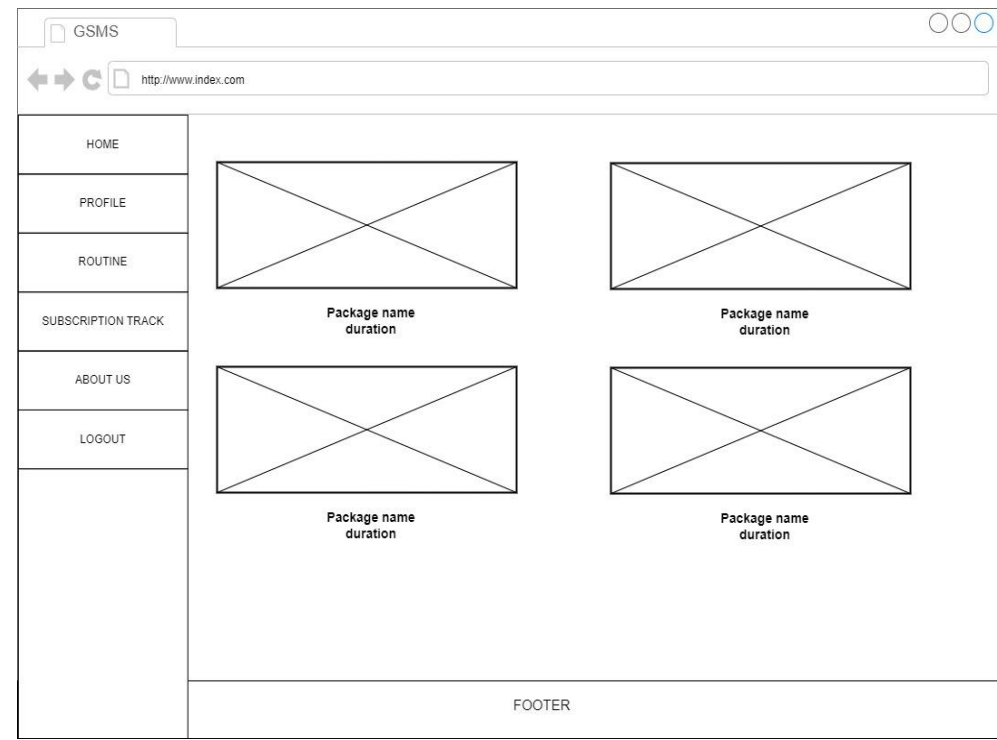 GSMS
http://www.index.com
HOME
PROFILE
ROUTINE
SUBSCRIPTION TRACK
ABOUT US
LOGOUT
Package name
duration
Package name
duration
Package name
duration
Package name
duration
FOOTER